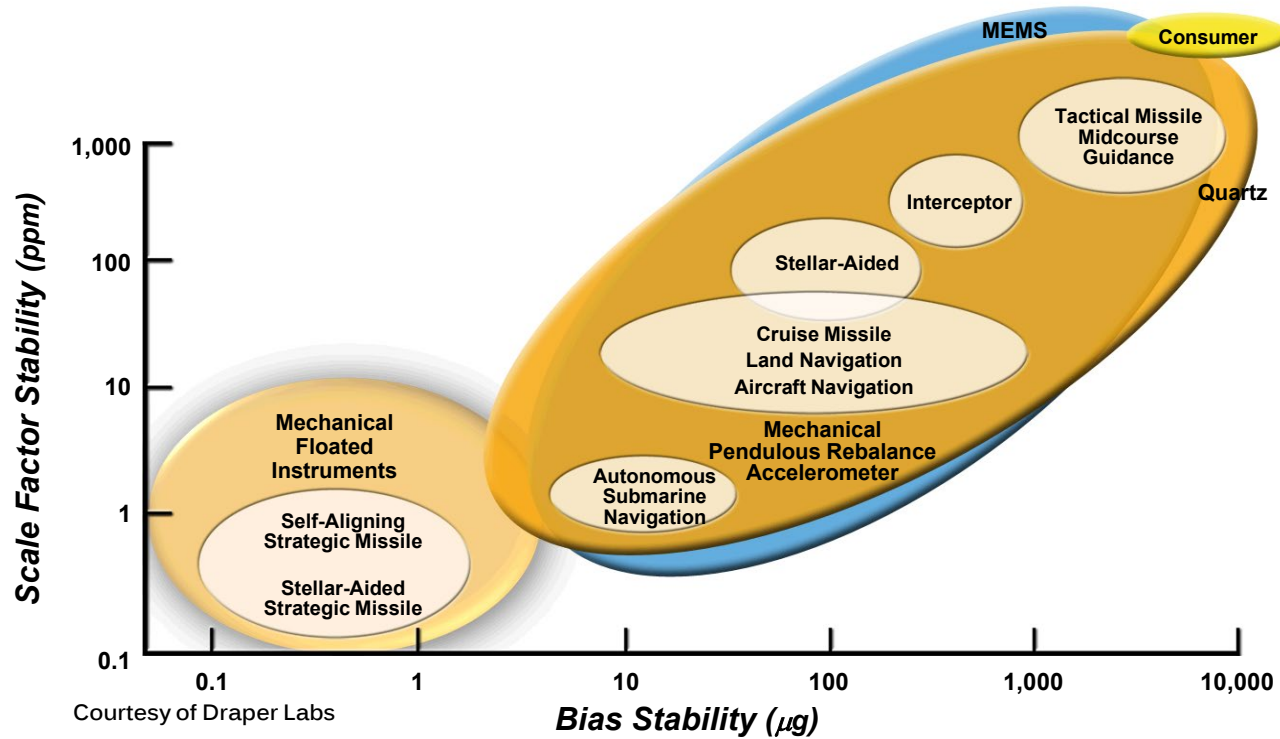 MEMS
Consumer
Tactical Missile
Midcourse
Guidance
Quartz
Interceptor
Stellar-Aided
Cruise Missile
Land Navigation
Aircraft Navigation
Mechanical
Pendulous Rebalance
Accelerometer
Autonomous
Submarine
Navigation
Mechanical
Floated
Instruments
Self-Aligning
Strategic Missile
Stellar-Aided
Strategic Missile
Scale Factor Stability (ppm)
1,000
100
10
1
0.1
0.1
1
10
100
1,000
10,000
Bias Stability (μg)
Courtesy of Draper Labs